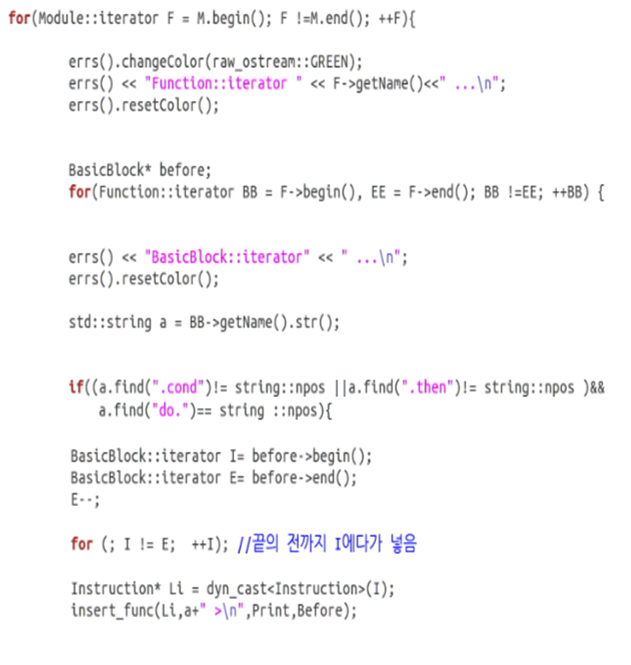 for(Module::iterator F = M.begin(); F !=M.end(); ++F){
errs().changeColor(raw_ostream::GREEN);
errs() << "Function::iterator " << F->getName()<<" ...\n";
errs().resetColor();
BasicBlock* before;
for(Function::iterator BB = F->begin(), EE = F->end(); BB !=EE; ++BB) {
errs() << "BasicBlock::iterator" << " ...\n";
errs().resetColor();
std::string a = BB->getName().str();
if((a.find(".cond")!= string::npos ||a.find(".then")!= string::npos )&&
a.find("do.")== string ::npos){
BasicBlock::iterator I= before->begin();
BasicBlock::iterator E= before->end();
E--;
for (; I != E;  ++I); //끝의 전까지 I에다가 넣음
Instruction* Li = dyn_cast<Instruction>(I);
insert_func(Li,a+" >\n",Print,Before);